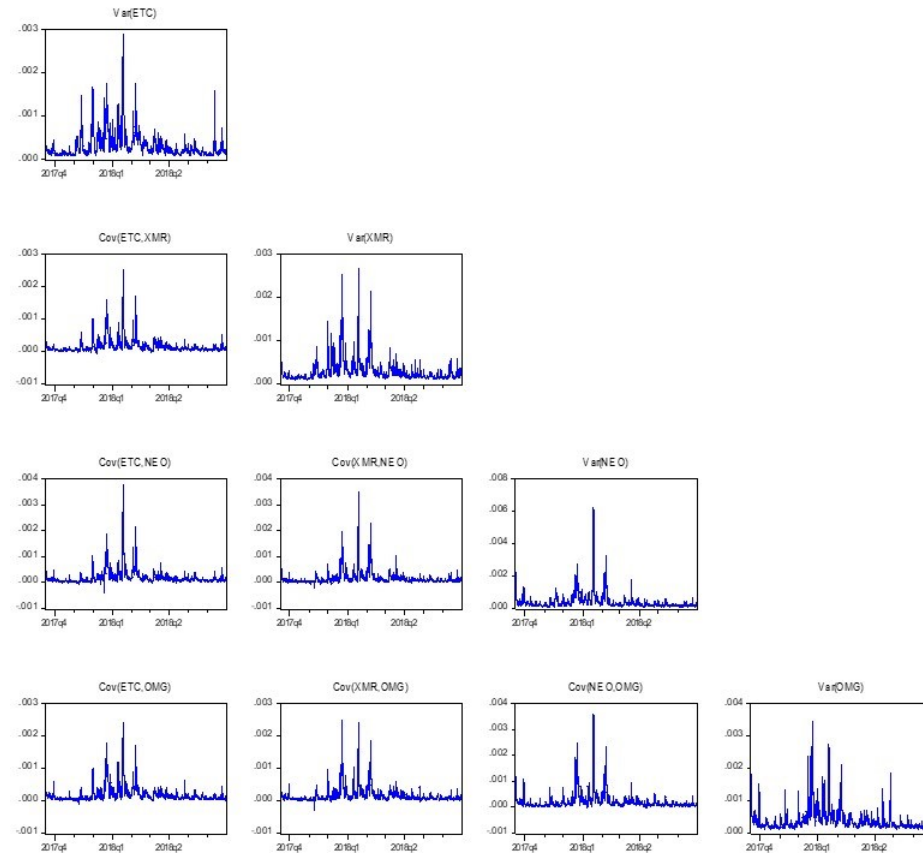 Var(ETC)
.003
.002
.001
.000
2017q4 2018q1 2018q2
Cov(ETC,XMR) Var(XMR)
.003 .003
.002 .002
.001 .001
.000 .000
-.001
2017q4 2018q1 2018q2 2017q4 2018q1 2018q2
Cov(ETC,NEO) Cov(XMR,NEO) Var(NEO)
.004 .004 .008
.003 .003 .006
.002 .002 .004
.001 .001 .002
.000 .000 .000
-.001 -.001
2017q4 2018q1 2018q2 2017q4 2018q1 2018q2 2017q4 2018q1 2018q2
Cov(ETC,OMG) Cov(XMR,OMG) Cov(NEO,OMG) Var(OMG)
.003 .003 .004 .004
.002 .002 .003 .003
.001 .001 .002 .002
.000 .000 .001 .001
-.001 -.001 .000 .000
-.001
2017q4 2018q1 2018q2 2017q4 2018q1 2018q2 2017q4 2018q1 2018q2 2017q4 2018q1 2018q2